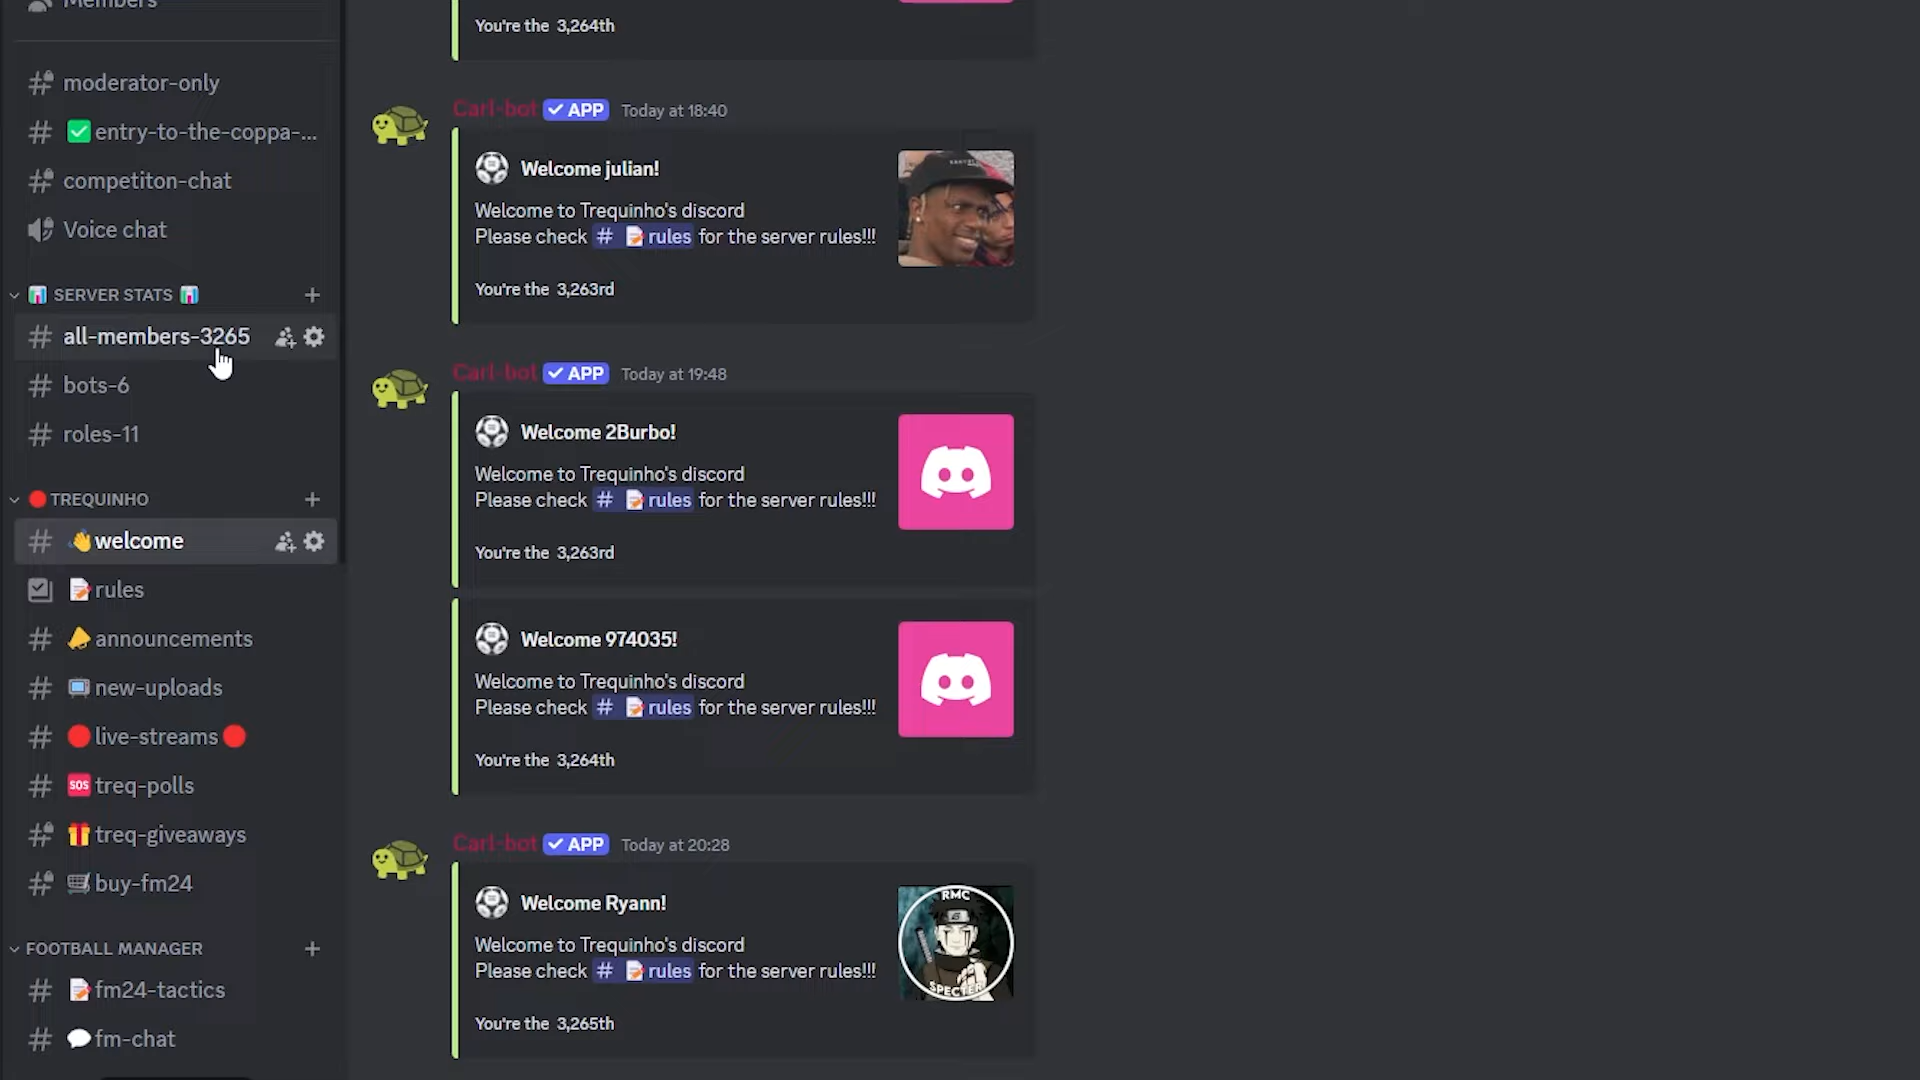 Members
moderator-only
entry-to-the-coppa-...
competiton-chat
Voice chat
SERVER STATS
all-members-3265
bots-6
roles-11
TREQUINHO
welcome
rules
announcements
new-uploads
live-streams
SOS treq-polls
treq-giveaways
buy-fm24
FOOTBALL MANAGER
fm24-tactics
fm-chat
You're the 3,264th
Carl-bot APP Today at 18:40
Welcome julian!
Welcome to Trequinho's discord
Please check # rules for the server rules!!!
You're the 3,263rd
Carl-bot APP Today at 19:48
Welcome 2Burbo!
Welcome to Trequinho's discord
Please check # rules for the server rules!!!
You're the 3,263rd
Welcome 974035!
Welcome to Trequinho's discord
Please check # rules for the server rules!!!
You're the 3,264th
Carl-bot APP Today at 20:28
Welcome Ryann!
Welcome to Trequinho's discord
Please check # rules for the server rules!!!
You're the 3,265th
RMC
SPECTER